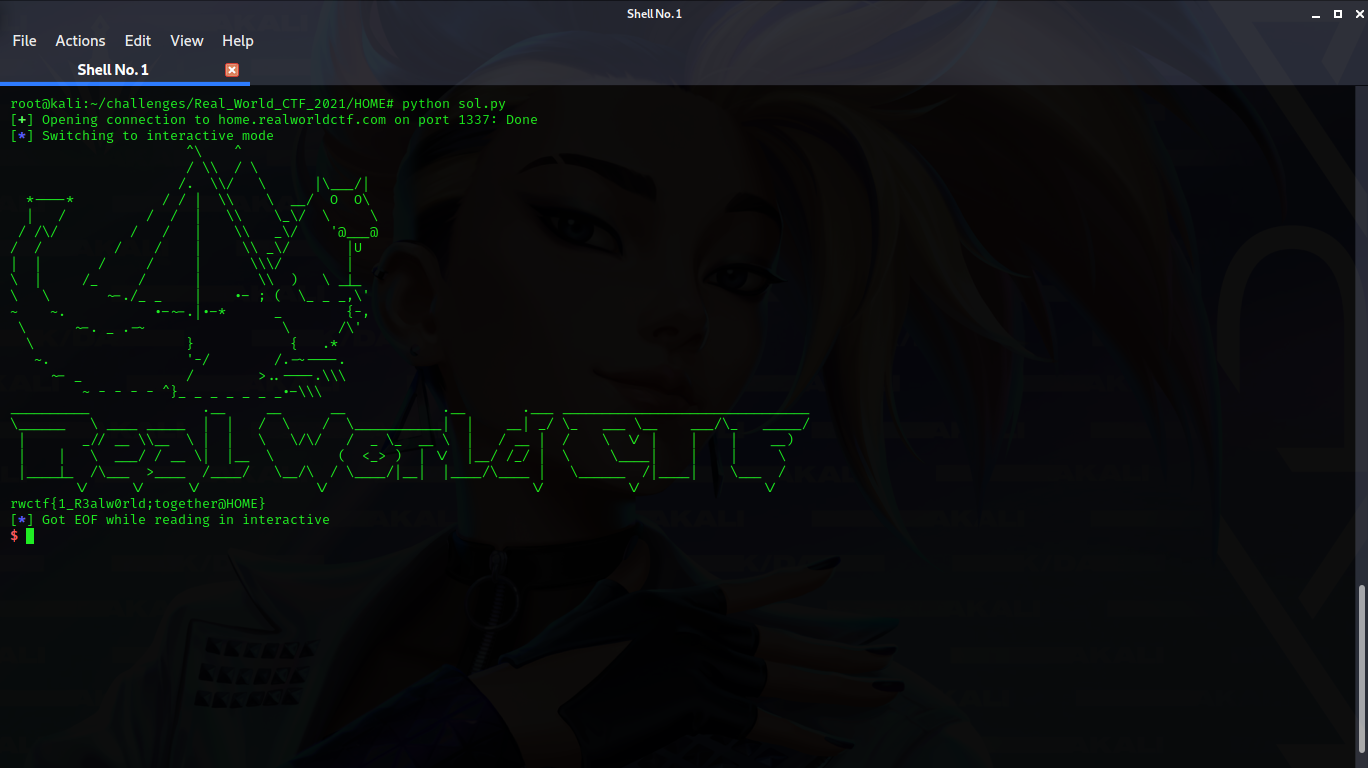 Shell No. 1
File Actions Edit View Help
Shell No. 1
root@kali:~/challenges/Real_World_CTF_2021/HOME# python sol.py
[+] Opening connection to home.realworldctf.com on port 1337: Done
[*] Switching to interactive mode
RealWorldCTF
rwctf{1_R3alw0rld;together@HOME}
[*] Got EOF while reading in interactive
$